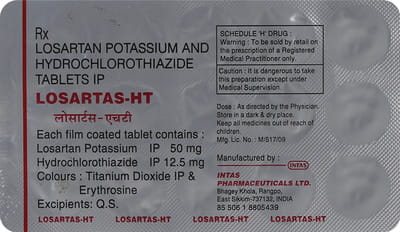 Rx
LOSARTAN POTASSIUM AND
HYDROCHLOROTHIAZIDE
TABLETS IP
LOSARTAS-HT
लोसार्टस-एचटी
Each film coated tablet contains :
Losartan Potassium IP 50 mg
Hydrochlorothiazide IP 12.5 mg
Colours : Titanium Dioxide IP &
Erythrosine
Excipients: Q.S.
SCHEDULE 'H' DRUG :
Warning : To be sold by retail on
the prescription of a Registered
Medical Practitioner only.
Caution : It is dangerous to take
this preparation except under
Medical Supervision
Dose : As directed by the Physician.
Store in a dark & dry place.
Keep all medicines out of reach of
children.
Mfg. Lic. No. : M/517/09
Manufactured by :
INTAS
INTAS
PHARMACEUTICALS LTD.
Bhagey Khola, Rangpo,
East Sikkim-737132, INDIA
85 506 1 8805439
LOSARTAS-HT LOSARTAS-HT LOSARTAS-HT LOSARTAS-HT